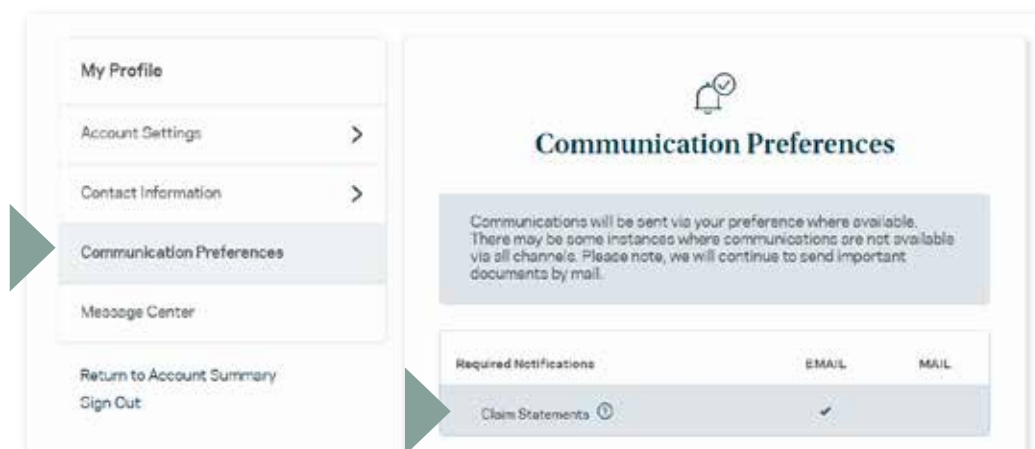 My Profile
Account Settings
Contact Information
Communication Preferences
Message Center
Return to Account Summary
Sign Out
Communication Preferences
Communications will be sent via your preference where available.
There may be some instances where communications are not available
via all channels. Please note, we will continue to send important
documents by mail.
Required Notifications EMAIL MAIL
Claim Statements ?